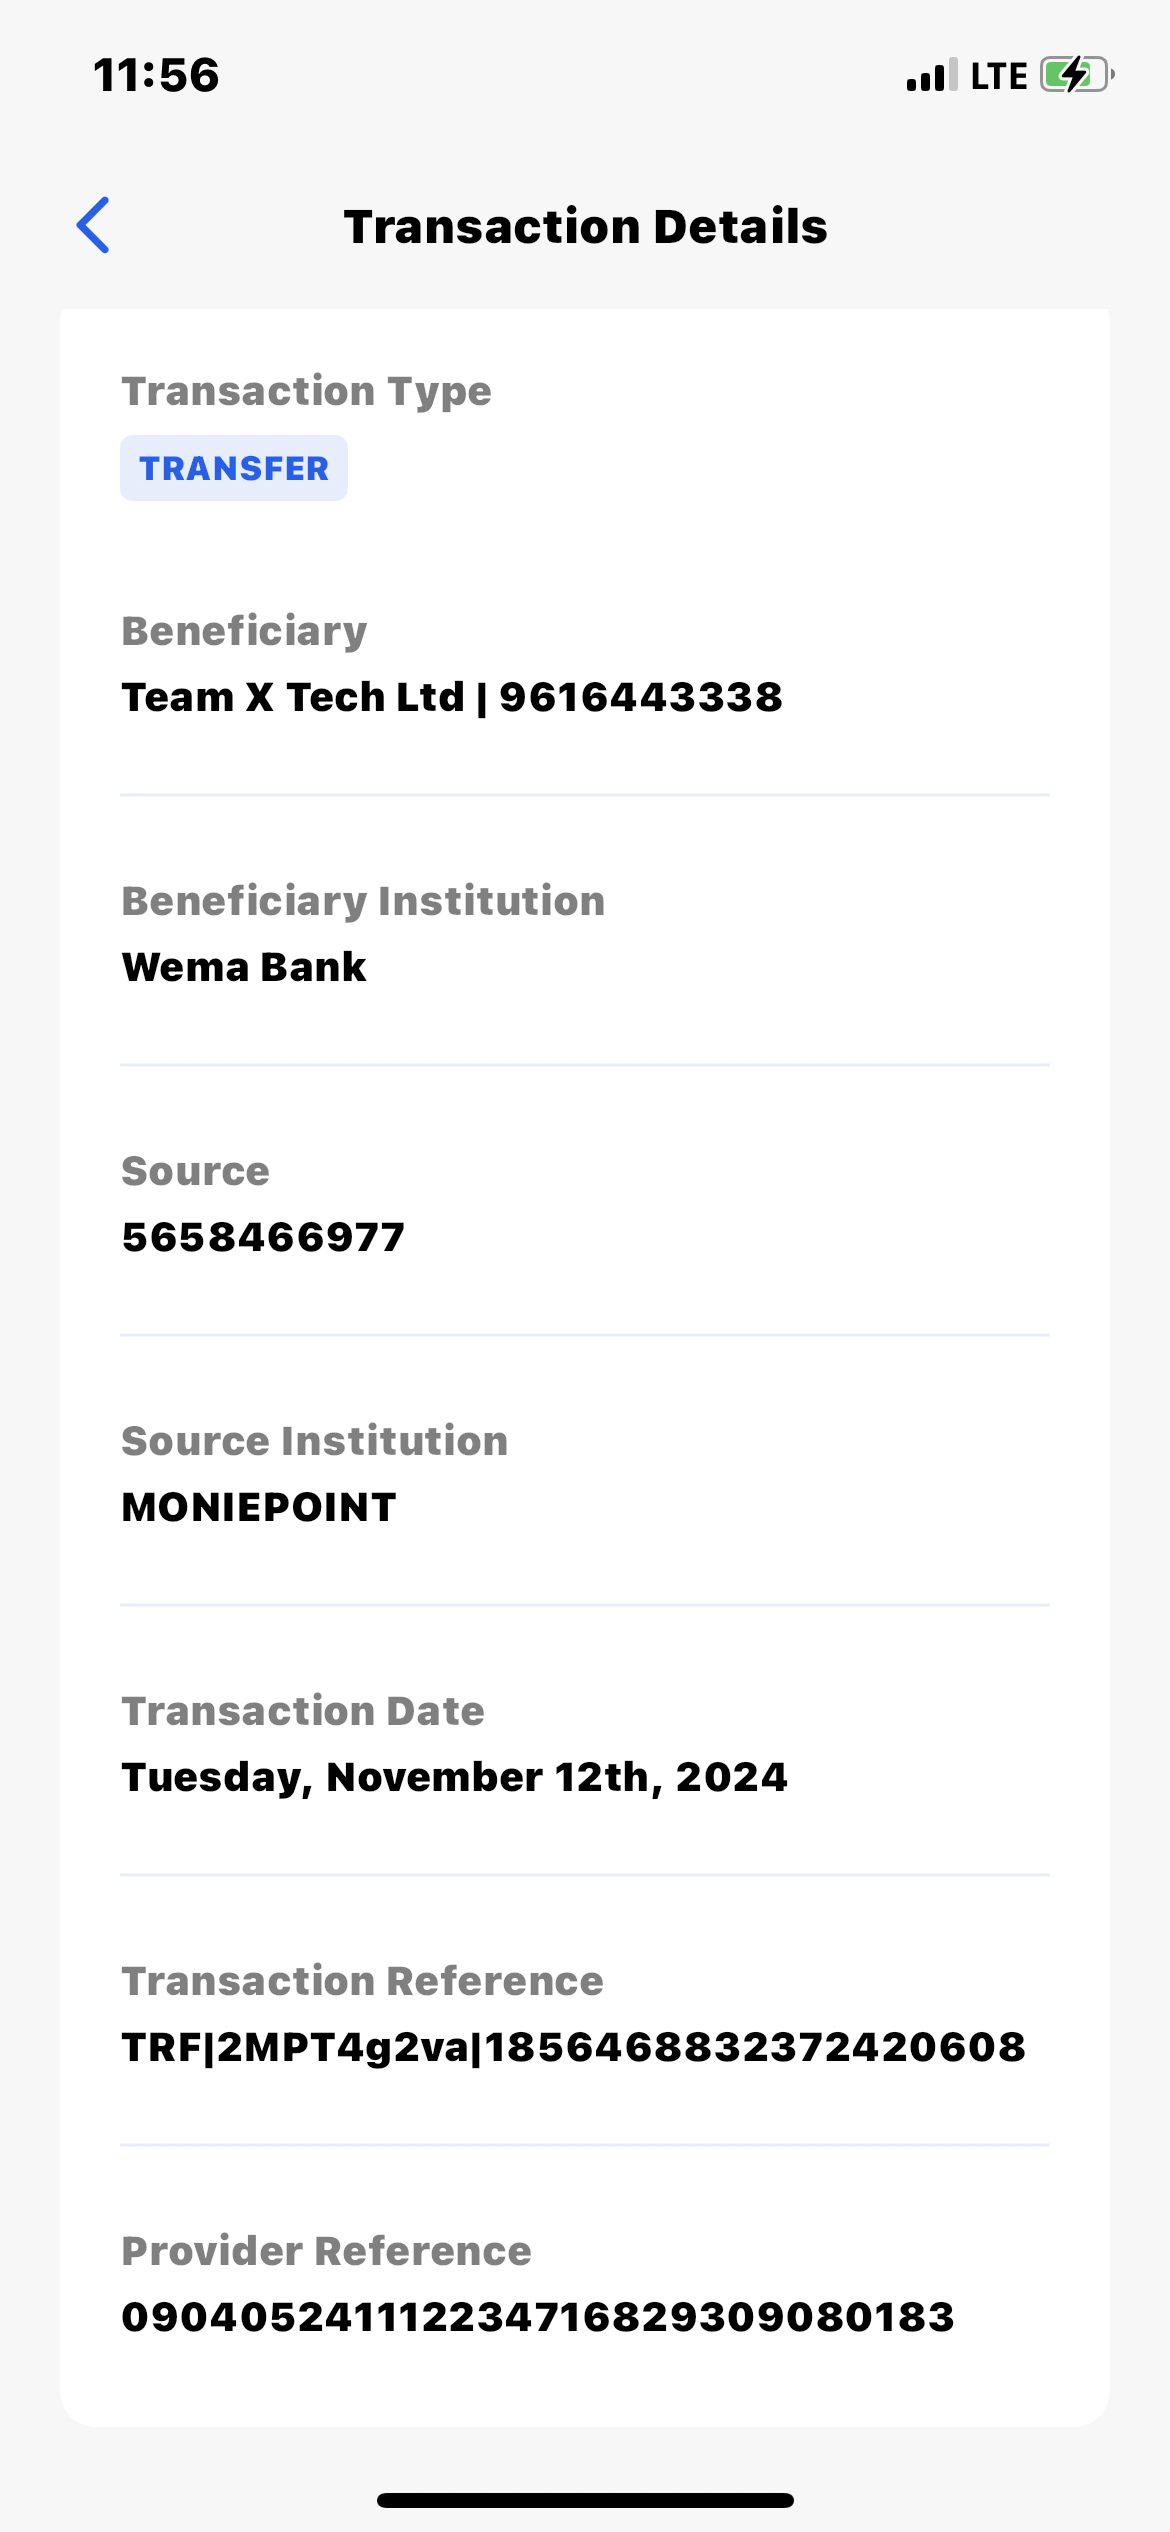 11:56
LTE
Transaction Details
Transaction Type
TRANSFER
Beneficiary
Team X Tech Ltd | 9616443338
Beneficiary Institution
Wema Bank
Source
5658466977
Source Institution
MONIEPOINT
Transaction Date
Tuesday, November 12th, 2024
Transaction Reference
TRF|2MPT4g2va|1856468832372420608
Provider Reference
090405241112234716829309080183